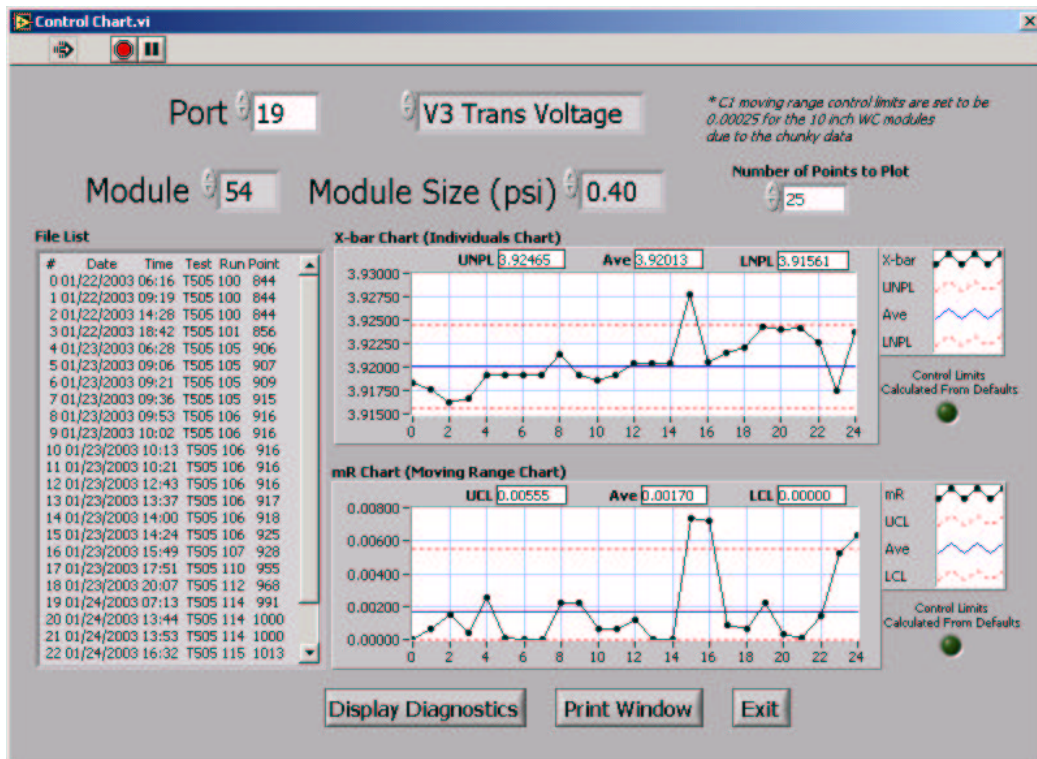 Control Chart.vi
Port 19
V3 Trans Voltage
* C1 moving range control limits are set to be
0.00025 for the 10 inch WC modules
due to the chunky data
Module 54
Module Size (psi) 0.40
Number of Points to Plot
25
File List
# Date Time Test Run Point
0 01/22/2003 06:16 T505 100 844
1 01/22/2003 09:19 T505 100 844
2 01/22/2003 14:28 T505 100 844
3 01/22/2003 18:42 T505 101 856
4 01/23/2003 06:28 T505 105 906
5 01/23/2003 09:06 T505 105 907
6 01/23/2003 09:21 T505 105 909
7 01/23/2003 09:36 T505 105 915
8 01/23/2003 09:53 T505 106 916
9 01/23/2003 10:02 T505 106 916
10 01/23/2003 10:13 T505 106 916
11 01/23/2003 10:21 T505 106 916
12 01/23/2003 12:43 T505 106 916
13 01/23/2003 13:37 T505 106 917
14 01/23/2003 14:00 T505 106 918
15 01/23/2003 14:24 T505 106 925
16 01/23/2003 15:49 T505 107 928
17 01/23/2003 17:51 T505 110 955
18 01/23/2003 20:07 T505 112 968
19 01/24/2003 07:13 T505 114 991
20 01/24/2003 13:44 T505 114 1000
21 01/24/2003 13:53 T505 114 1000
22 01/24/2003 16:32 T505 115 1013
X-bar Chart (Individuals Chart)
UNPL 3.92465 Ave 3.92013 LNPL 3.91561
3.93000
3.92750
3.92500
3.92250
3.92000
3.91750
3.91500
0 2 4 6 8 10 12 14 16 18 20 22 24
X-bar
UNPL
Ave
LNPL
Control Limits
Calculated From Defaults
mR Chart (Moving Range Chart)
UCL 0.00555 Ave 0.00170 LCL 0.00000
0.00800
0.00600
0.00400
0.00200
0.00000
0 2 4 6 8 10 12 14 16 18 20 22 24
mR
UCL
Ave
LCL
Control Limits
Calculated From Defaults
Display Diagnostics
Print Window
Exit